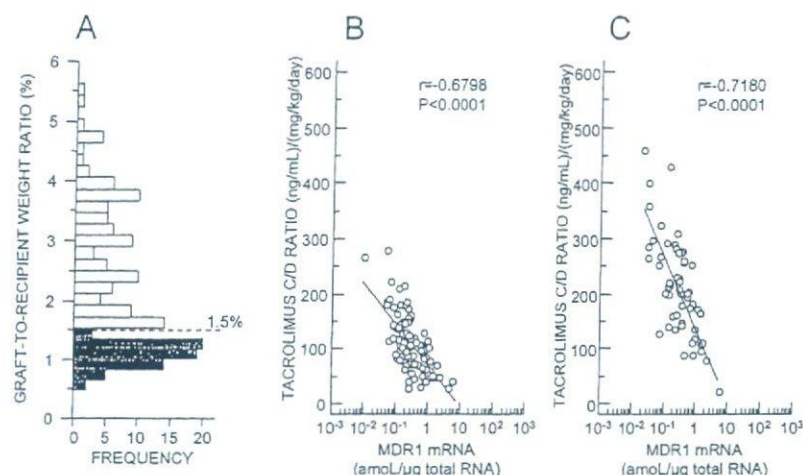 A
GRAFT-TO-RECIPIENT WEIGHT RATIO (%)
6
5
4
3
2
1
0
1.5%
0 5 10 15 20
FREQUENCY
B
TACROLIMUS C/D RATIO (ng/mL)/(mg/kg/day)
600
500
400
300
200
100
0
r=-0.6798
P<0.0001
10-3 10-2 10-1 1 10 102 103
MDR1 mRNA
(amoL/µg total RNA)
C
TACROLIMUS C/D RATIO (ng/mL)/(mg/kg/day)
600
500
400
300
200
100
0
r=-0.7180
P<0.0001
10-3 10-2 10-1 1 10 102 103
MDR1 mRNA
(amoL/µg total RNA)